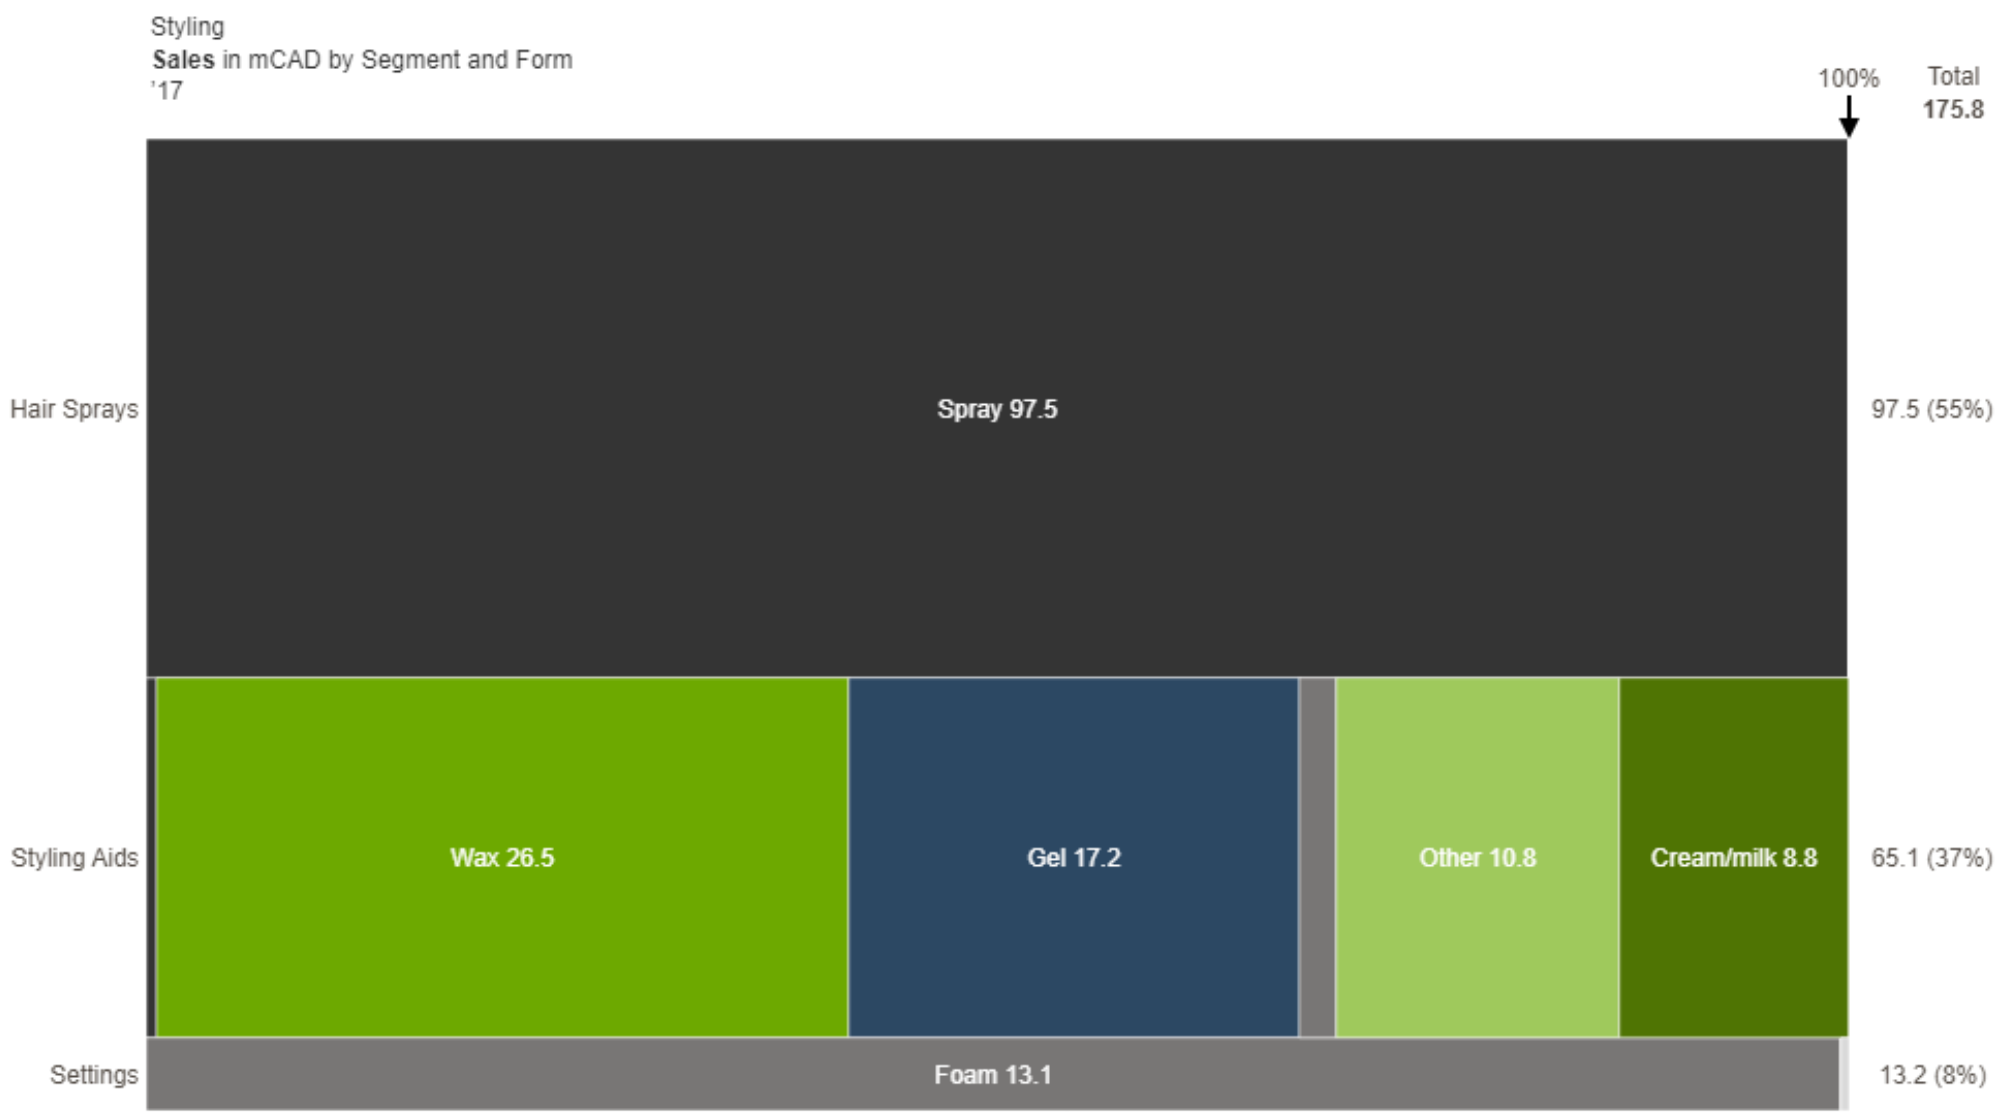 Styling
Sales in mCAD by Segment and Form
'17
100%
Total
175.8
Hair Sprays
Spray 97.5
97.5 (55%)
Styling Aids
Wax 26.5
Gel 17.2
Other 10.8
Cream/milk 8.8
65.1 (37%)
Settings
Foam 13.1
13.2 (8%)